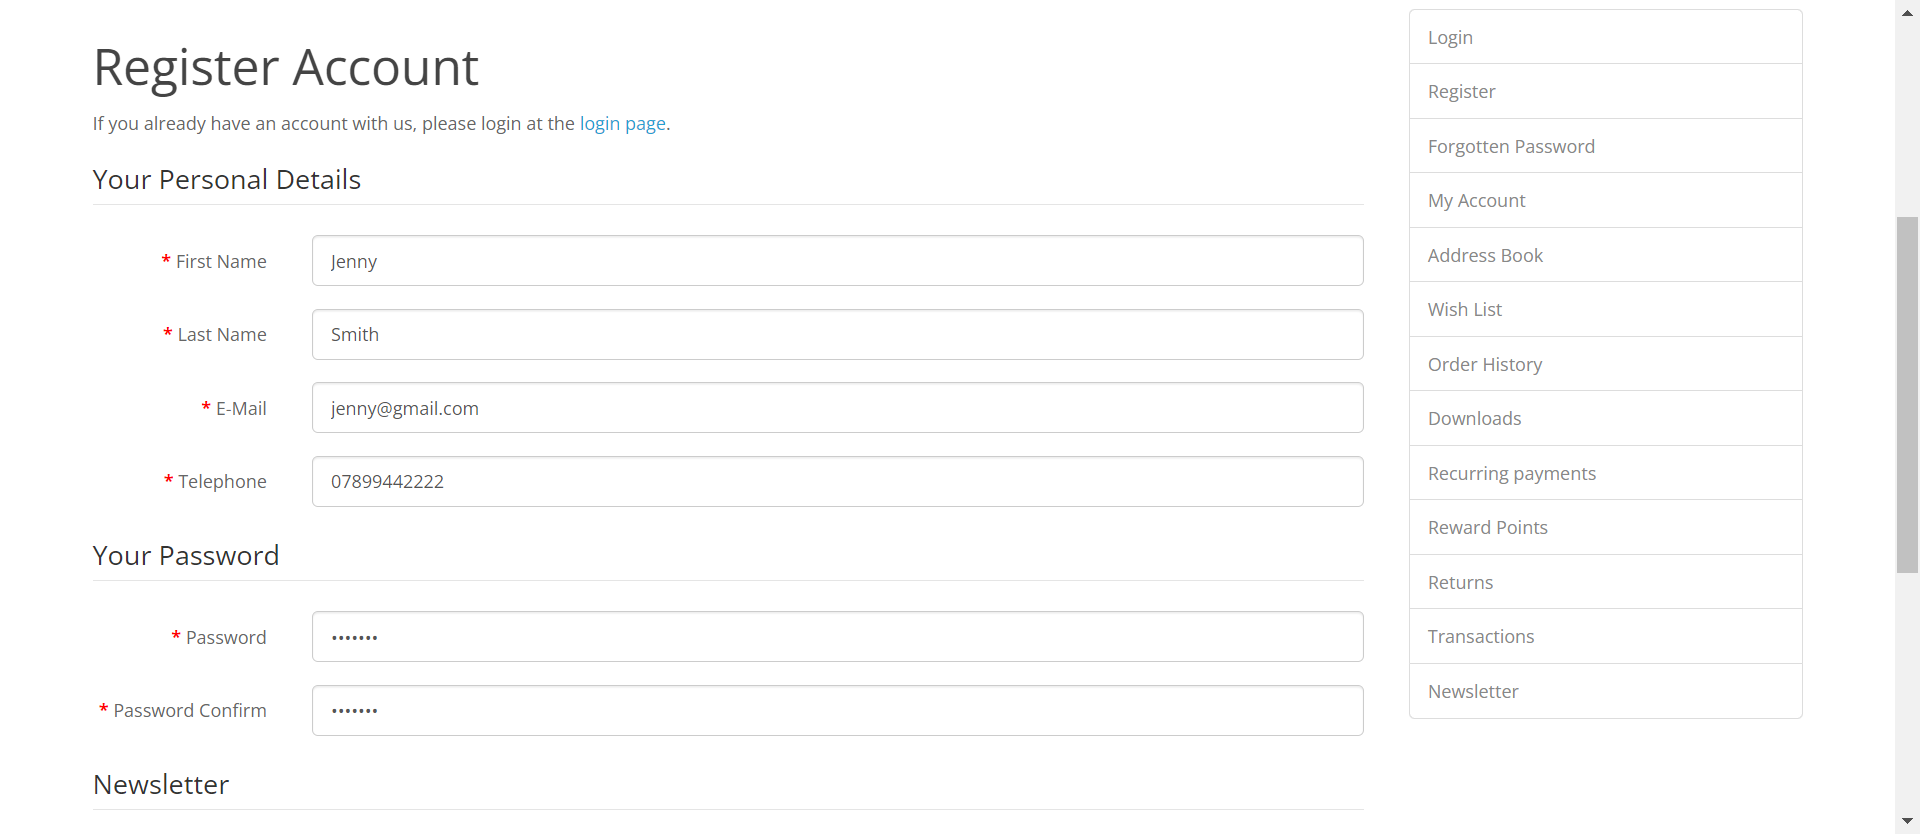 Register Account
If you already have an account with us, please login at the login page.
Your Personal Details
* First Name
Jenny
* Last Name
Smith
* E-Mail
jenny@gmail.com
* Telephone
07899442222
Your Password
* Password
•••••••
* Password Confirm
•••••••
Newsletter
Login
Register
Forgotten Password
My Account
Address Book
Wish List
Order History
Downloads
Recurring payments
Reward Points
Returns
Transactions
Newsletter